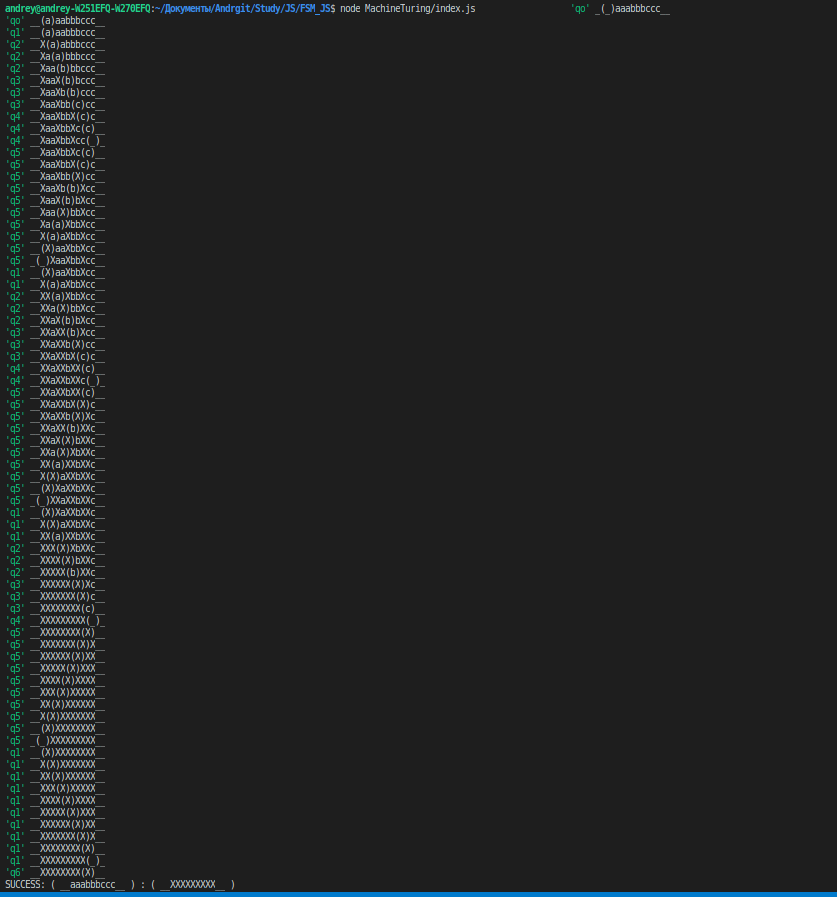 andrey@andrey-W251EFQ-W270EFQ:~/Документы/Andrgit/Study/JS/FSM_JS$ node MachineTuring/index.js 'qo' _(_)aaabbbccc__
'qo' __(a)aabbbccc__
'q1' __(a)aabbbccc__
'q2' __X(a)abbbccc__
'q2' __Xa(a)bbbccc__
'q2' __Xaa(b)bbccc__
'q3' __XaaX(b)bccc__
'q3' __XaaXb(b)ccc__
'q3' __XaaXbb(c)cc__
'q4' __XaaXbbX(c)c__
'q4' __XaaXbbXc(c)__
'q4' __XaaXbbXcc(_)_
'q5' __XaaXbbXc(c)__
'q5' __XaaXbbX(c)c__
'q5' __XaaXbb(X)cc__
'q5' __XaaXb(b)Xcc__
'q5' __XaaX(b)bXcc__
'q5' __Xaa(X)bbXcc__
'q5' __Xa(a)XbbXcc__
'q5' __X(a)aXbbXcc__
'q5' __(X)aaXbbXcc__
'q5' _(_)XaaXbbXcc__
'q1' __(X)aaXbbXcc__
'q1' __X(a)aXbbXcc__
'q2' __XX(a)XbbXcc__
'q2' __XXa(X)bbXcc__
'q2' __XXaX(b)bXcc__
'q3' __XXaXX(b)Xcc__
'q3' __XXaXXb(X)cc__
'q3' __XXaXXbX(c)c__
'q4' __XXaXXbXX(c)__
'q4' __XXaXXbXXc(_)_
'q5' __XXaXXbXX(c)__
'q5' __XXaXXbX(X)c__
'q5' __XXaXXb(X)Xc__
'q5' __XXaXX(b)XXc__
'q5' __XXaX(X)bXXc__
'q5' __XXa(X)XbXXc__
'q5' __XX(a)XXbXXc__
'q5' __X(X)aXXbXXc__
'q5' __(X)XaXXbXXc__
'q5' _(_)XXaXXbXXc__
'q1' __(X)XaXXbXXc__
'q1' __X(X)aXXbXXc__
'q1' __XX(a)XXbXXc__
'q2' __XXX(X)XbXXc__
'q2' __XXXX(X)bXXc__
'q2' __XXXXX(b)XXc__
'q3' __XXXXXX(X)Xc__
'q3' __XXXXXXX(X)c__
'q3' __XXXXXXXX(c)__
'q4' __XXXXXXXXX(_)_
'q5' __XXXXXXXX(X)__
'q5' __XXXXXXX(X)X__
'q5' __XXXXXX(X)XX__
'q5' __XXXXX(X)XXX__
'q5' __XXXX(X)XXXX__
'q5' __XXX(X)XXXXX__
'q5' __XX(X)XXXXXX__
'q5' __X(X)XXXXXXX__
'q5' __(X)XXXXXXXX__
'q5' _(_)XXXXXXXXX__
'q1' __(X)XXXXXXXX__
'q1' __X(X)XXXXXXX__
'q1' __XX(X)XXXXXX__
'q1' __XXX(X)XXXXX__
'q1' __XXXX(X)XXXX__
'q1' __XXXXX(X)XXX__
'q1' __XXXXXX(X)XX__
'q1' __XXXXXXX(X)X__
'q1' __XXXXXXXX(X)__
'q1' __XXXXXXXXX(_)_
'q6' __XXXXXXXX(X)__
SUCCESS: ( __aaabbbccc__ ) : ( __XXXXXXXXX__ )